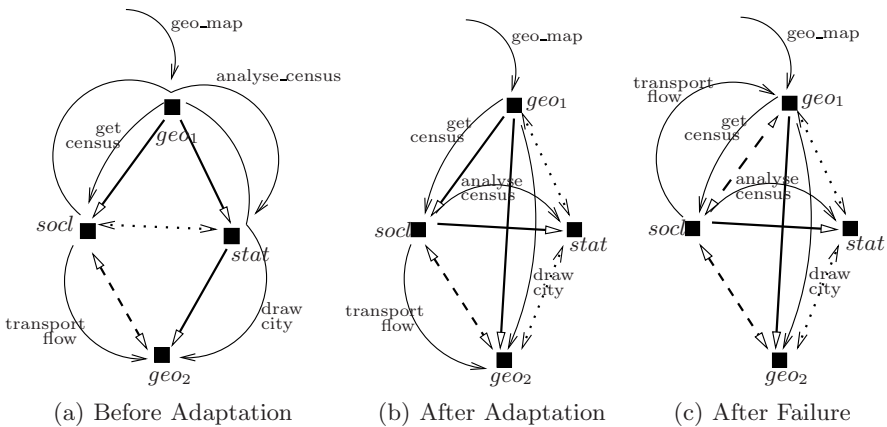 geo_map
analyse_census
get
census
geo₁
socl
stat
transport
flow
draw
city
geo₂
(a) Before Adaptation
geo_map
geo₁
get
census
analyse
census
socl
stat
draw
city
transport
flow
geo₂
(b) After Adaptation
geo_map
transport
flow
geo₁
get
census
analyse
census
socl
stat
draw
city
geo₂
(c) After Failure